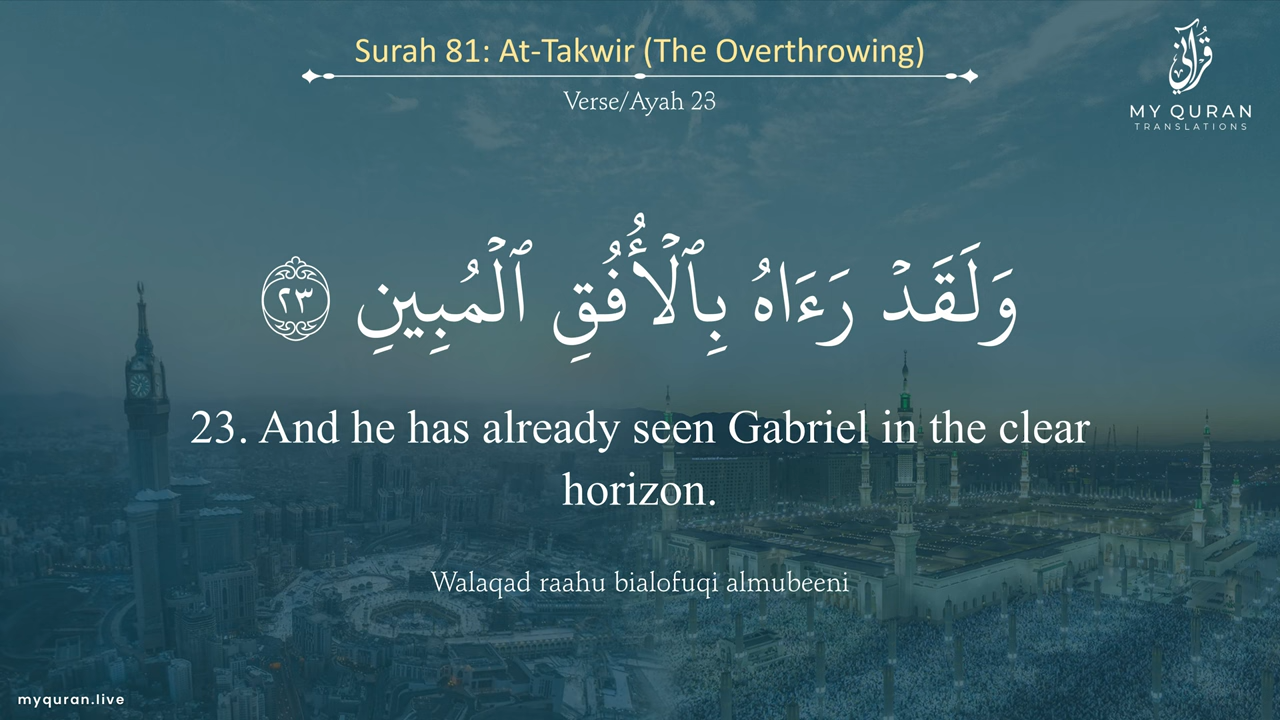 Surah 81: At-Takwir (The Overthrowing)
Verse/Ayah 23
قُرْآنِي
MY QURAN
TRANSLATIONS
وَلَقَدۡ رَءَاهُ بِٱلۡأُفُقِ ٱلۡمُبِينِ ٢٣
23. And he has already seen Gabriel in the clear
horizon.
Walaqad raahu bialofuqi almubeeni
myquran.live